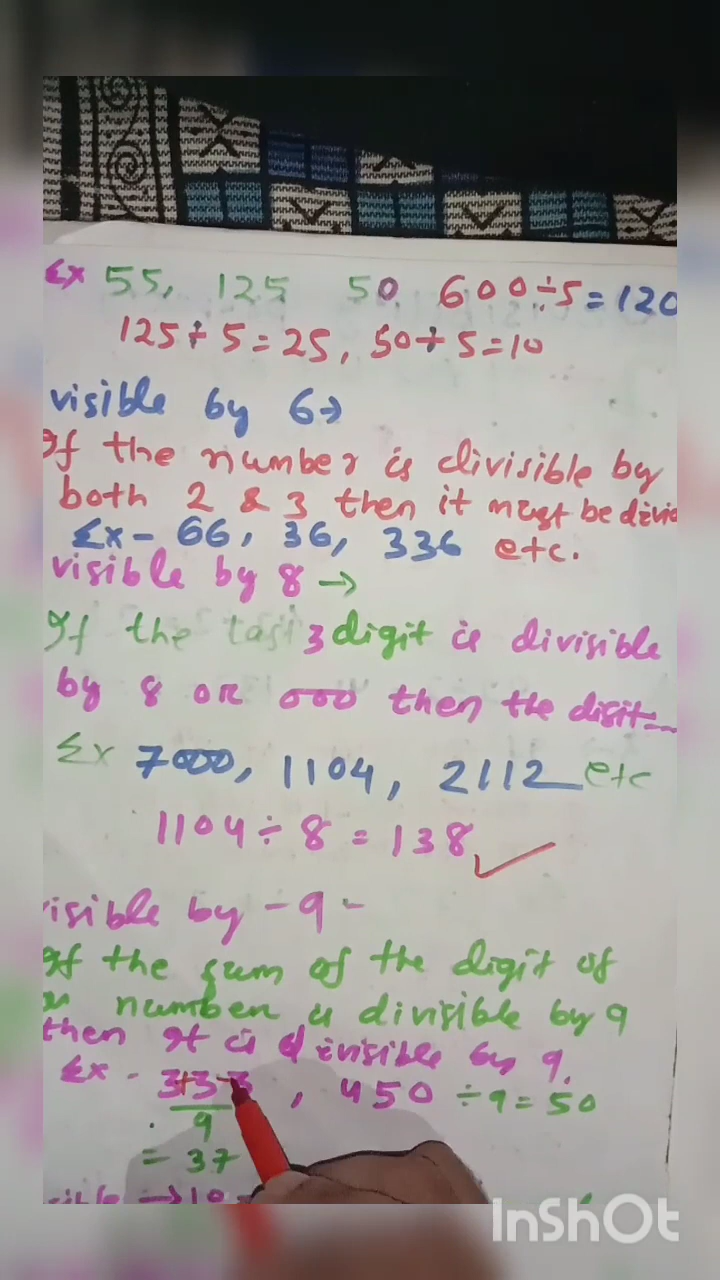 Ex 55, 125 50 600÷5=120
125÷5=25, 50÷5=10
visible by 6→
If the number is divisible by
both 2 & 3 then it must be divi
Ex- 66, 36, 336 etc.
visible by 8 →
If the last 3 digit is divisible
by 8 or 000 then the digit...
Ex 7000, 1104, 2112 etc
1104÷8=138
isible by -9-
If the sum of the digit of
number is divisible by 9
then It is divisible by 9.
Ex - 3+3+3 , 450 ÷9=50
9
= 37
InShOt